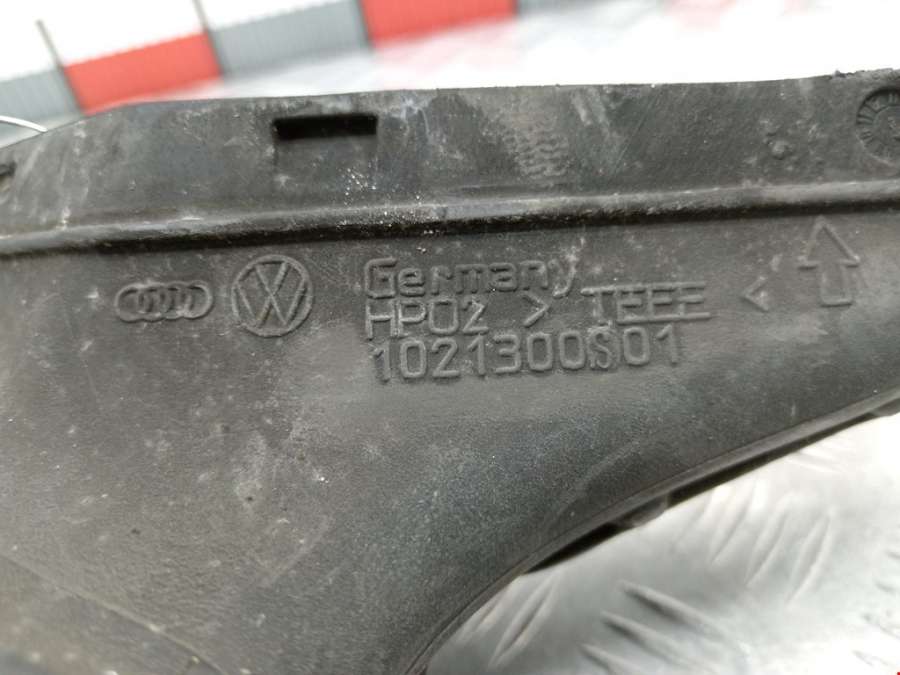 Germany
HP02 > TEEE <
1021300S01